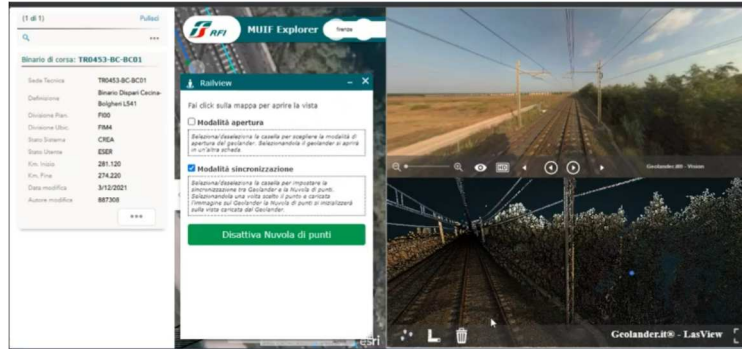 (1 di 1)
Pulisci
Binario di corsa: TR0453-BC-BC01
Sede Tecnica TR0453-BC-BC01
Definizione Binario Dispari Cecina-
Bolgheri L541
Divisione Pian. FI00
Divisione Ubic. FIM4
Stato Sistema CREA
Stato Utente ESER
Km. Inizio 281.120
Km. Fine 274.220
Data modifica 3/12/2021
Autore modifica 887308
RFI
MUIF Explorer
firenze
Railview
Fai click sulla mappa per aprire la vista
Modalità apertura
Seleziona/deseleziona la casella per scegliere la modalità di
apertura del geolander. Selezionandola il geolander si aprirà
in un'altra scheda.
Modalità sincronizzazione
Seleziona/deseleziona la casella per impostare la
sincronizzazione tra Geolander e la Nuvola di punti.
Selezionandola una volta scelto il punto e caricata
l'immagine sul Geolander la Nuvola di punti si inizializzerà
sulla vista caricata dal Geolander.
Disattiva Nuvola di punti
esri
Geolander.it® - Vision
Geolander.it® - LasView